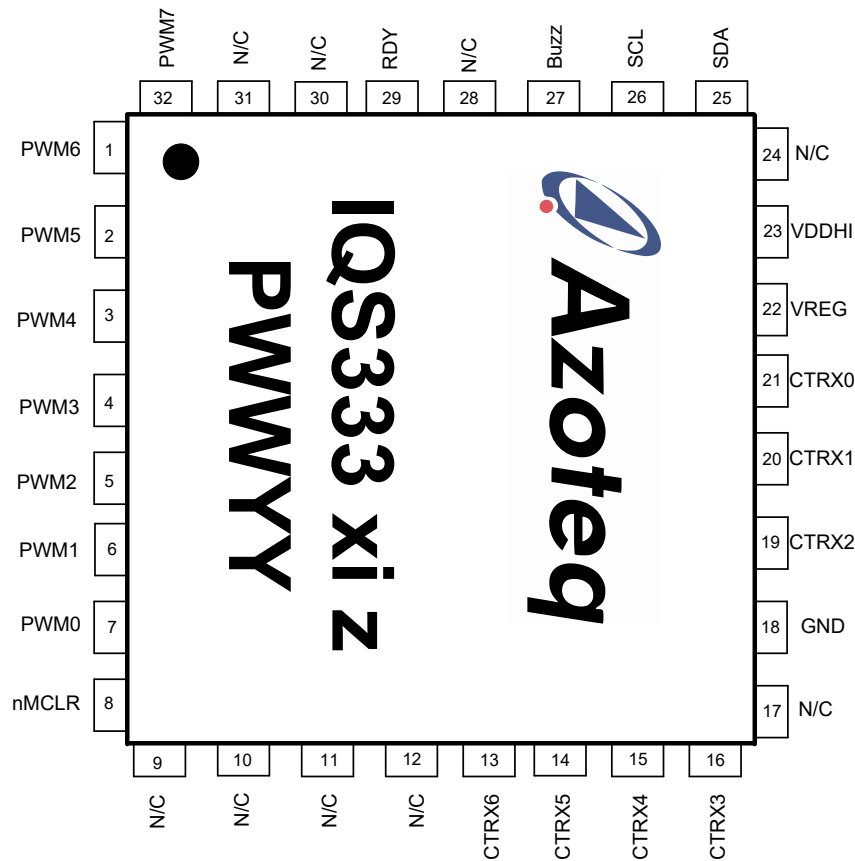 PWM7
N/C
N/C
RDY
N/C
Buzz
SCL
SDA
32
31
30
29
28
27
26
25
PWM6 1
PWM5 2
PWM4 3
PWM3 4
PWM2 5
PWM1 6
PWM0 7
nMCLR 8
Azoteq
IQS333 xi z
PWWYY
24 N/C
23 VDDHI
22 VREG
21 CTRX0
20 CTRX1
19 CTRX2
18 GND
17 N/C
9
10
11
12
13
14
15
16
N/C
N/C
N/C
N/C
CTRX6
CTRX5
CTRX4
CTRX3